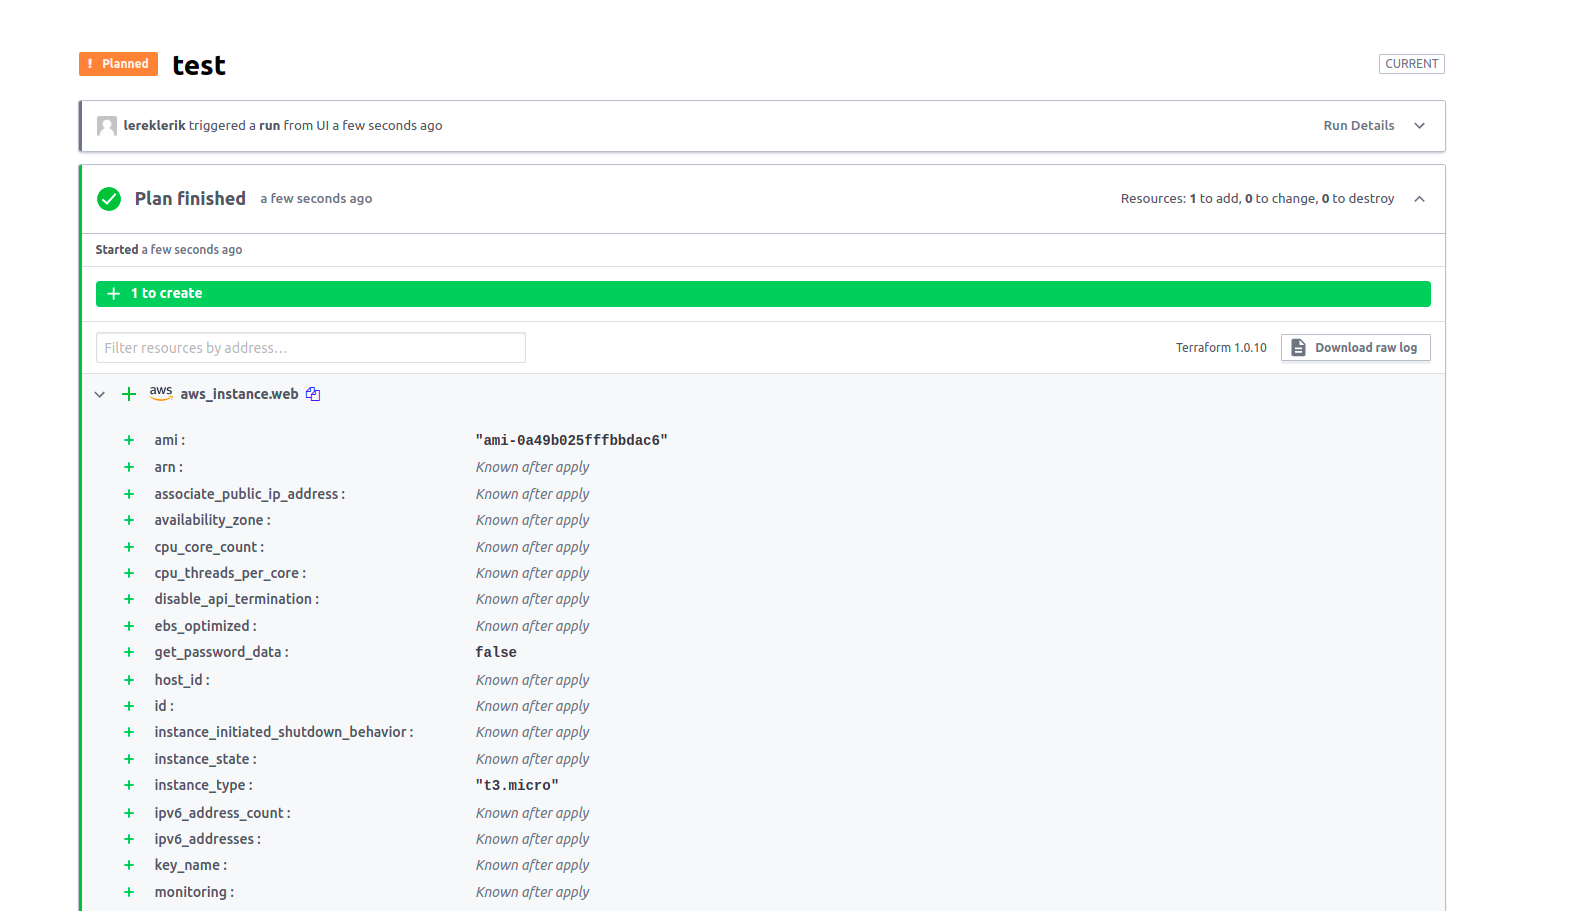 ! Planned test CURRENT
lereklerik triggered a run from UI a few seconds ago Run Details
Plan finished a few seconds ago Resources: 1 to add, 0 to change, 0 to destroy
Started a few seconds ago
+ 1 to create
Filter resources by address... Terraform 1.0.10 Download raw log
+ aws aws_instance.web
+ ami : "ami-0a49b025fffbbdac6"
+ arn : Known after apply
+ associate_public_ip_address : Known after apply
+ availability_zone : Known after apply
+ cpu_core_count : Known after apply
+ cpu_threads_per_core : Known after apply
+ disable_api_termination : Known after apply
+ ebs_optimized : Known after apply
+ get_password_data : false
+ host_id : Known after apply
+ id : Known after apply
+ instance_initiated_shutdown_behavior : Known after apply
+ instance_state : Known after apply
+ instance_type : "t3.micro"
+ ipv6_address_count : Known after apply
+ ipv6_addresses : Known after apply
+ key_name : Known after apply
+ monitoring : Known after apply